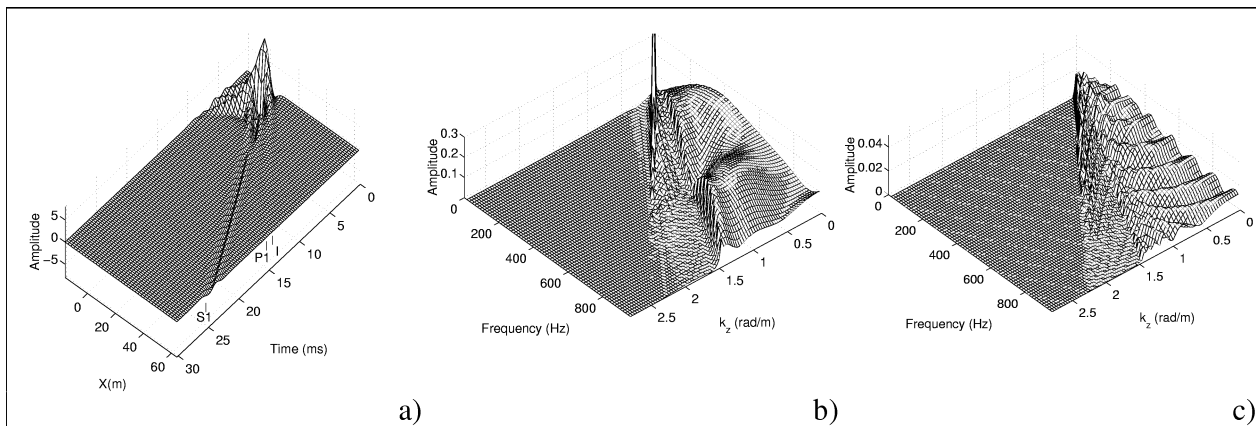 5
0
−5
Amplitude
0
20
40
60
X(m)
0
5
10
15
20
25
30
Time (ms)
P1
I
S1
a)
0.3
0.2
0.1
Amplitude
0
200
400
600
800
Frequency (Hz)
0
0.5
1
1.5
2
2.5
k_z (rad/m)
b)
0.04
0.02
0
Amplitude
0
200
400
600
800
Frequency (Hz)
0
0.5
1
1.5
2
2.5
k_z (rad/m)
c)